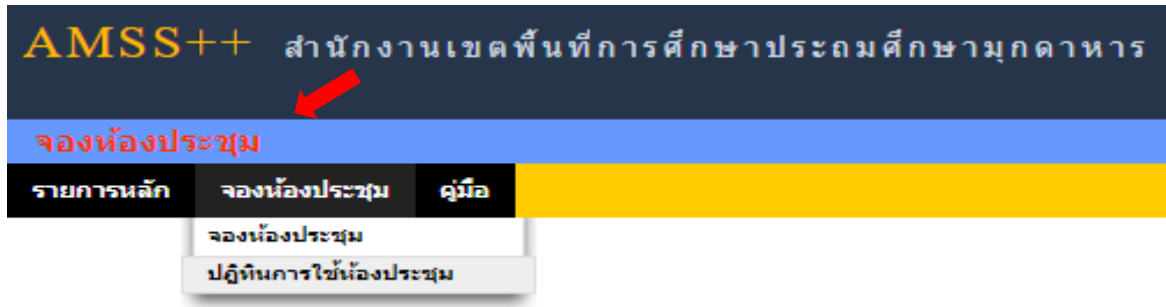 AMSS++ สำนักงานเขตพื้นที่การศึกษาประถมศึกษามุกดาหาร
จองห้องประชุม
รายการหลัก จองห้องประชุม คู่มือ
จองห้องประชุม
ปฏิทินการใช้ห้องประชุม